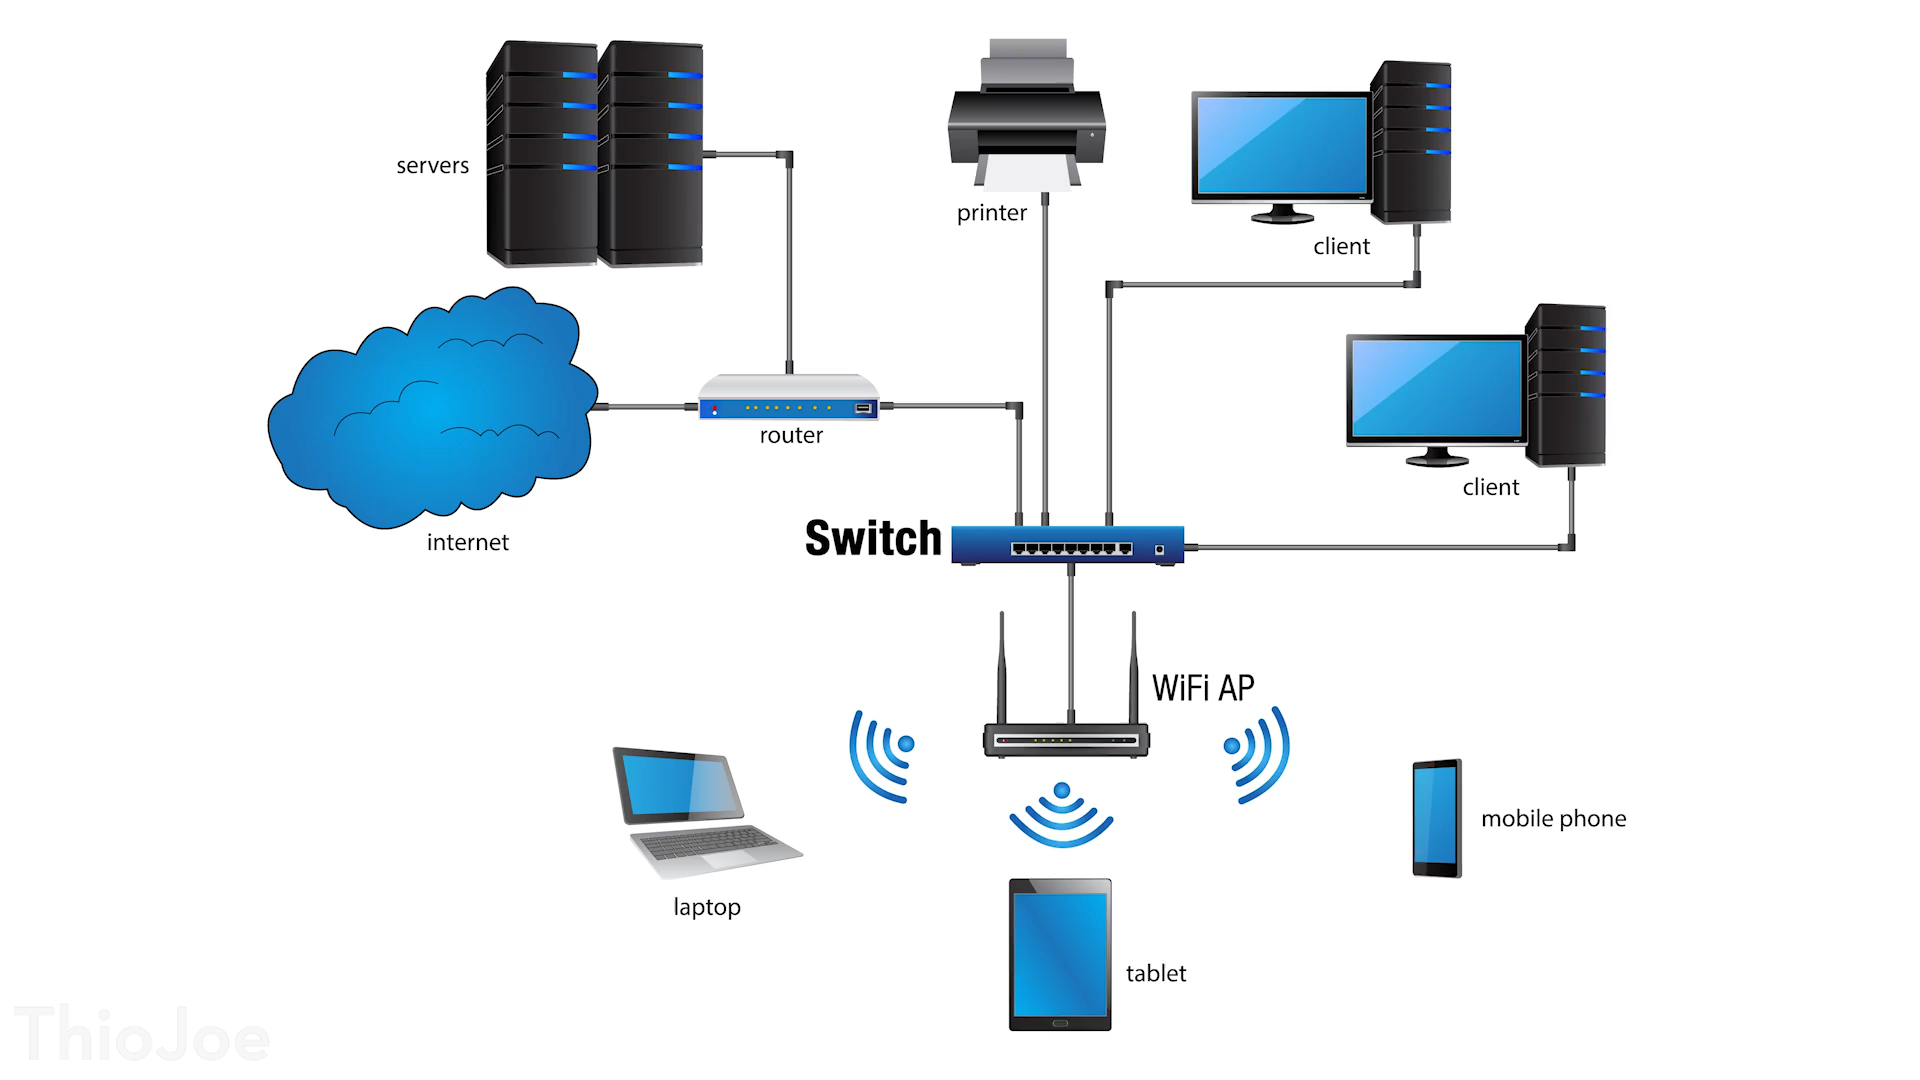 servers
printer
client
client
router
internet
Switch
WiFi AP
mobile phone
laptop
tablet
ThioJoe